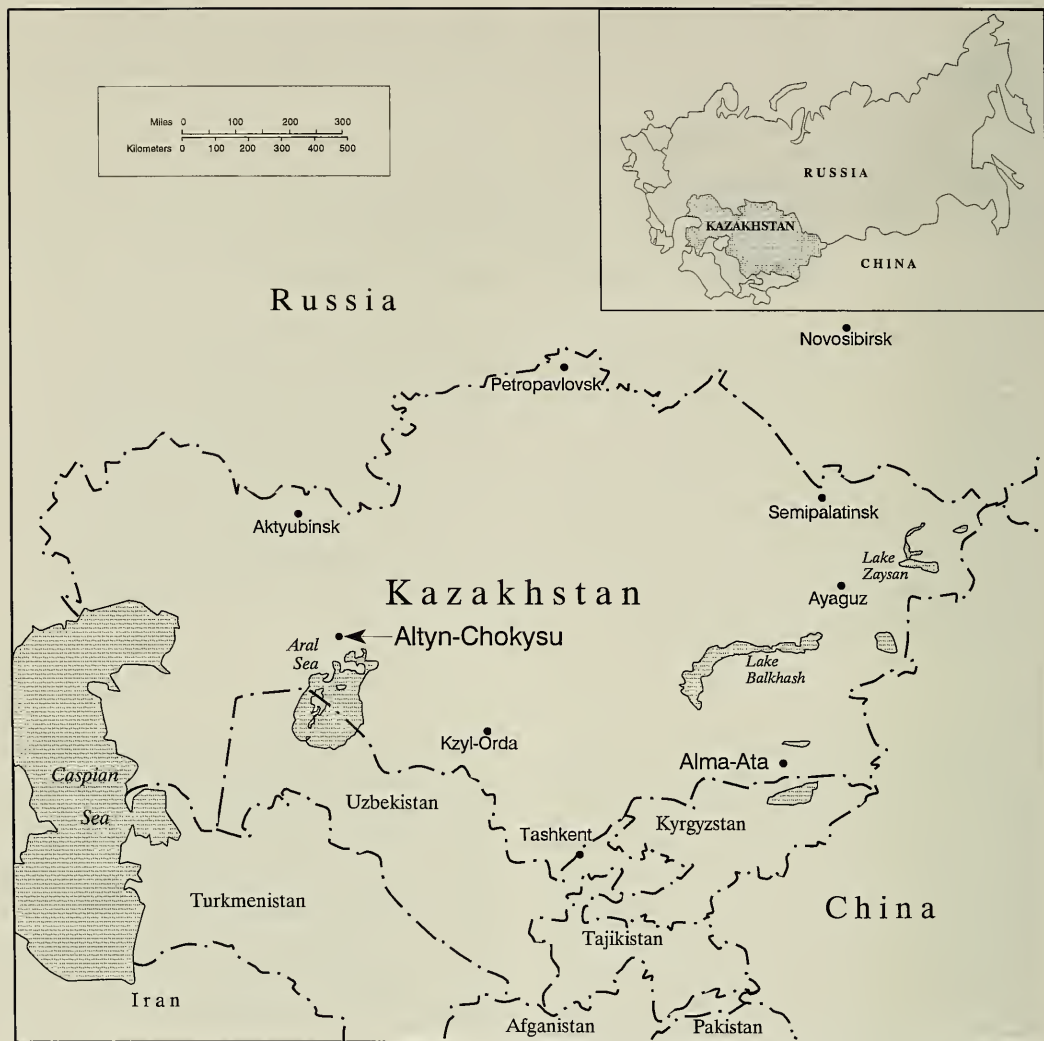 Miles 0 100 200 300
Kilometers 0 100 200 300 400 500
RUSSIA
KAZAKHSTAN
CHINA
Russia
Novosibirsk
Petropavlovsk
Aktyubinsk
Semipalatinsk
Lake
Zaysan
Kazakhstan
Ayaguz
Altyn-Chokysu
Aral
Sea
Lake
Balkhash
Kzyl-Orda
Alma-Ata
Caspian
Sea
Uzbekistan
Kyrgyzstan
Tashkent
Turkmenistan
China
Tajikistan
Iran
Afganistan
Pakistan